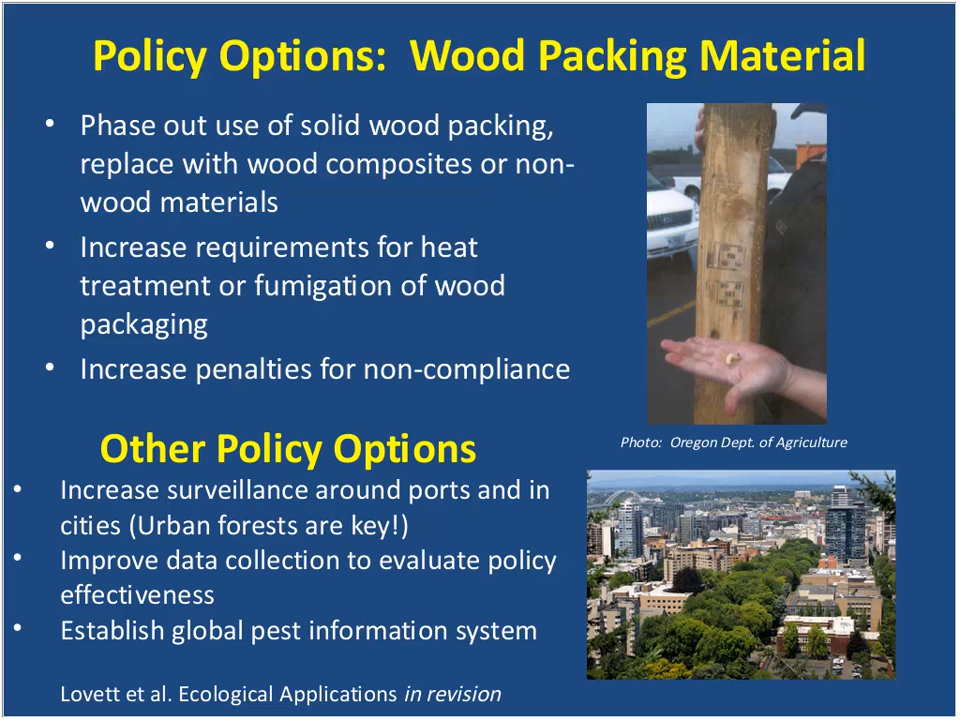 Policy Options:  Wood Packing Material
• Phase out use of solid wood packing,
replace with wood composites or non-
wood materials
• Increase requirements for heat
treatment or fumigation of wood
packaging
• Increase penalties for non-compliance
Photo:  Oregon Dept. of Agriculture
Other Policy Options
• Increase surveillance around ports and in
cities (Urban forests are key!)
• Improve data collection to evaluate policy
effectiveness
• Establish global pest information system
Lovett et al. Ecological Applications in revision